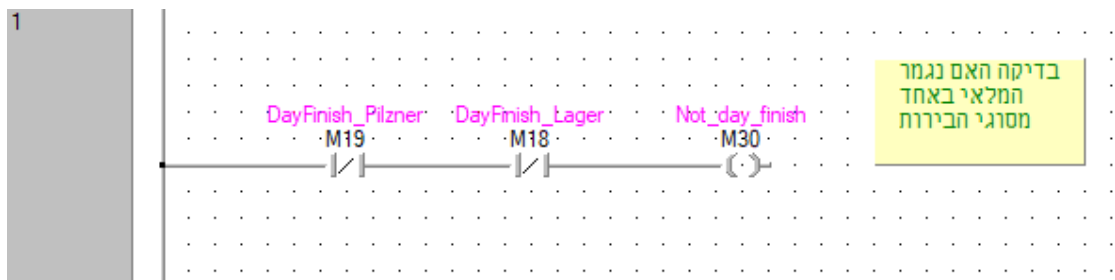 1
DayFinish_Pilzner DayFinish_Lager Not_day_finish
M19 M18 M30
בדיקה האם נגמר
המלאי באחד
מסוגי הבירות